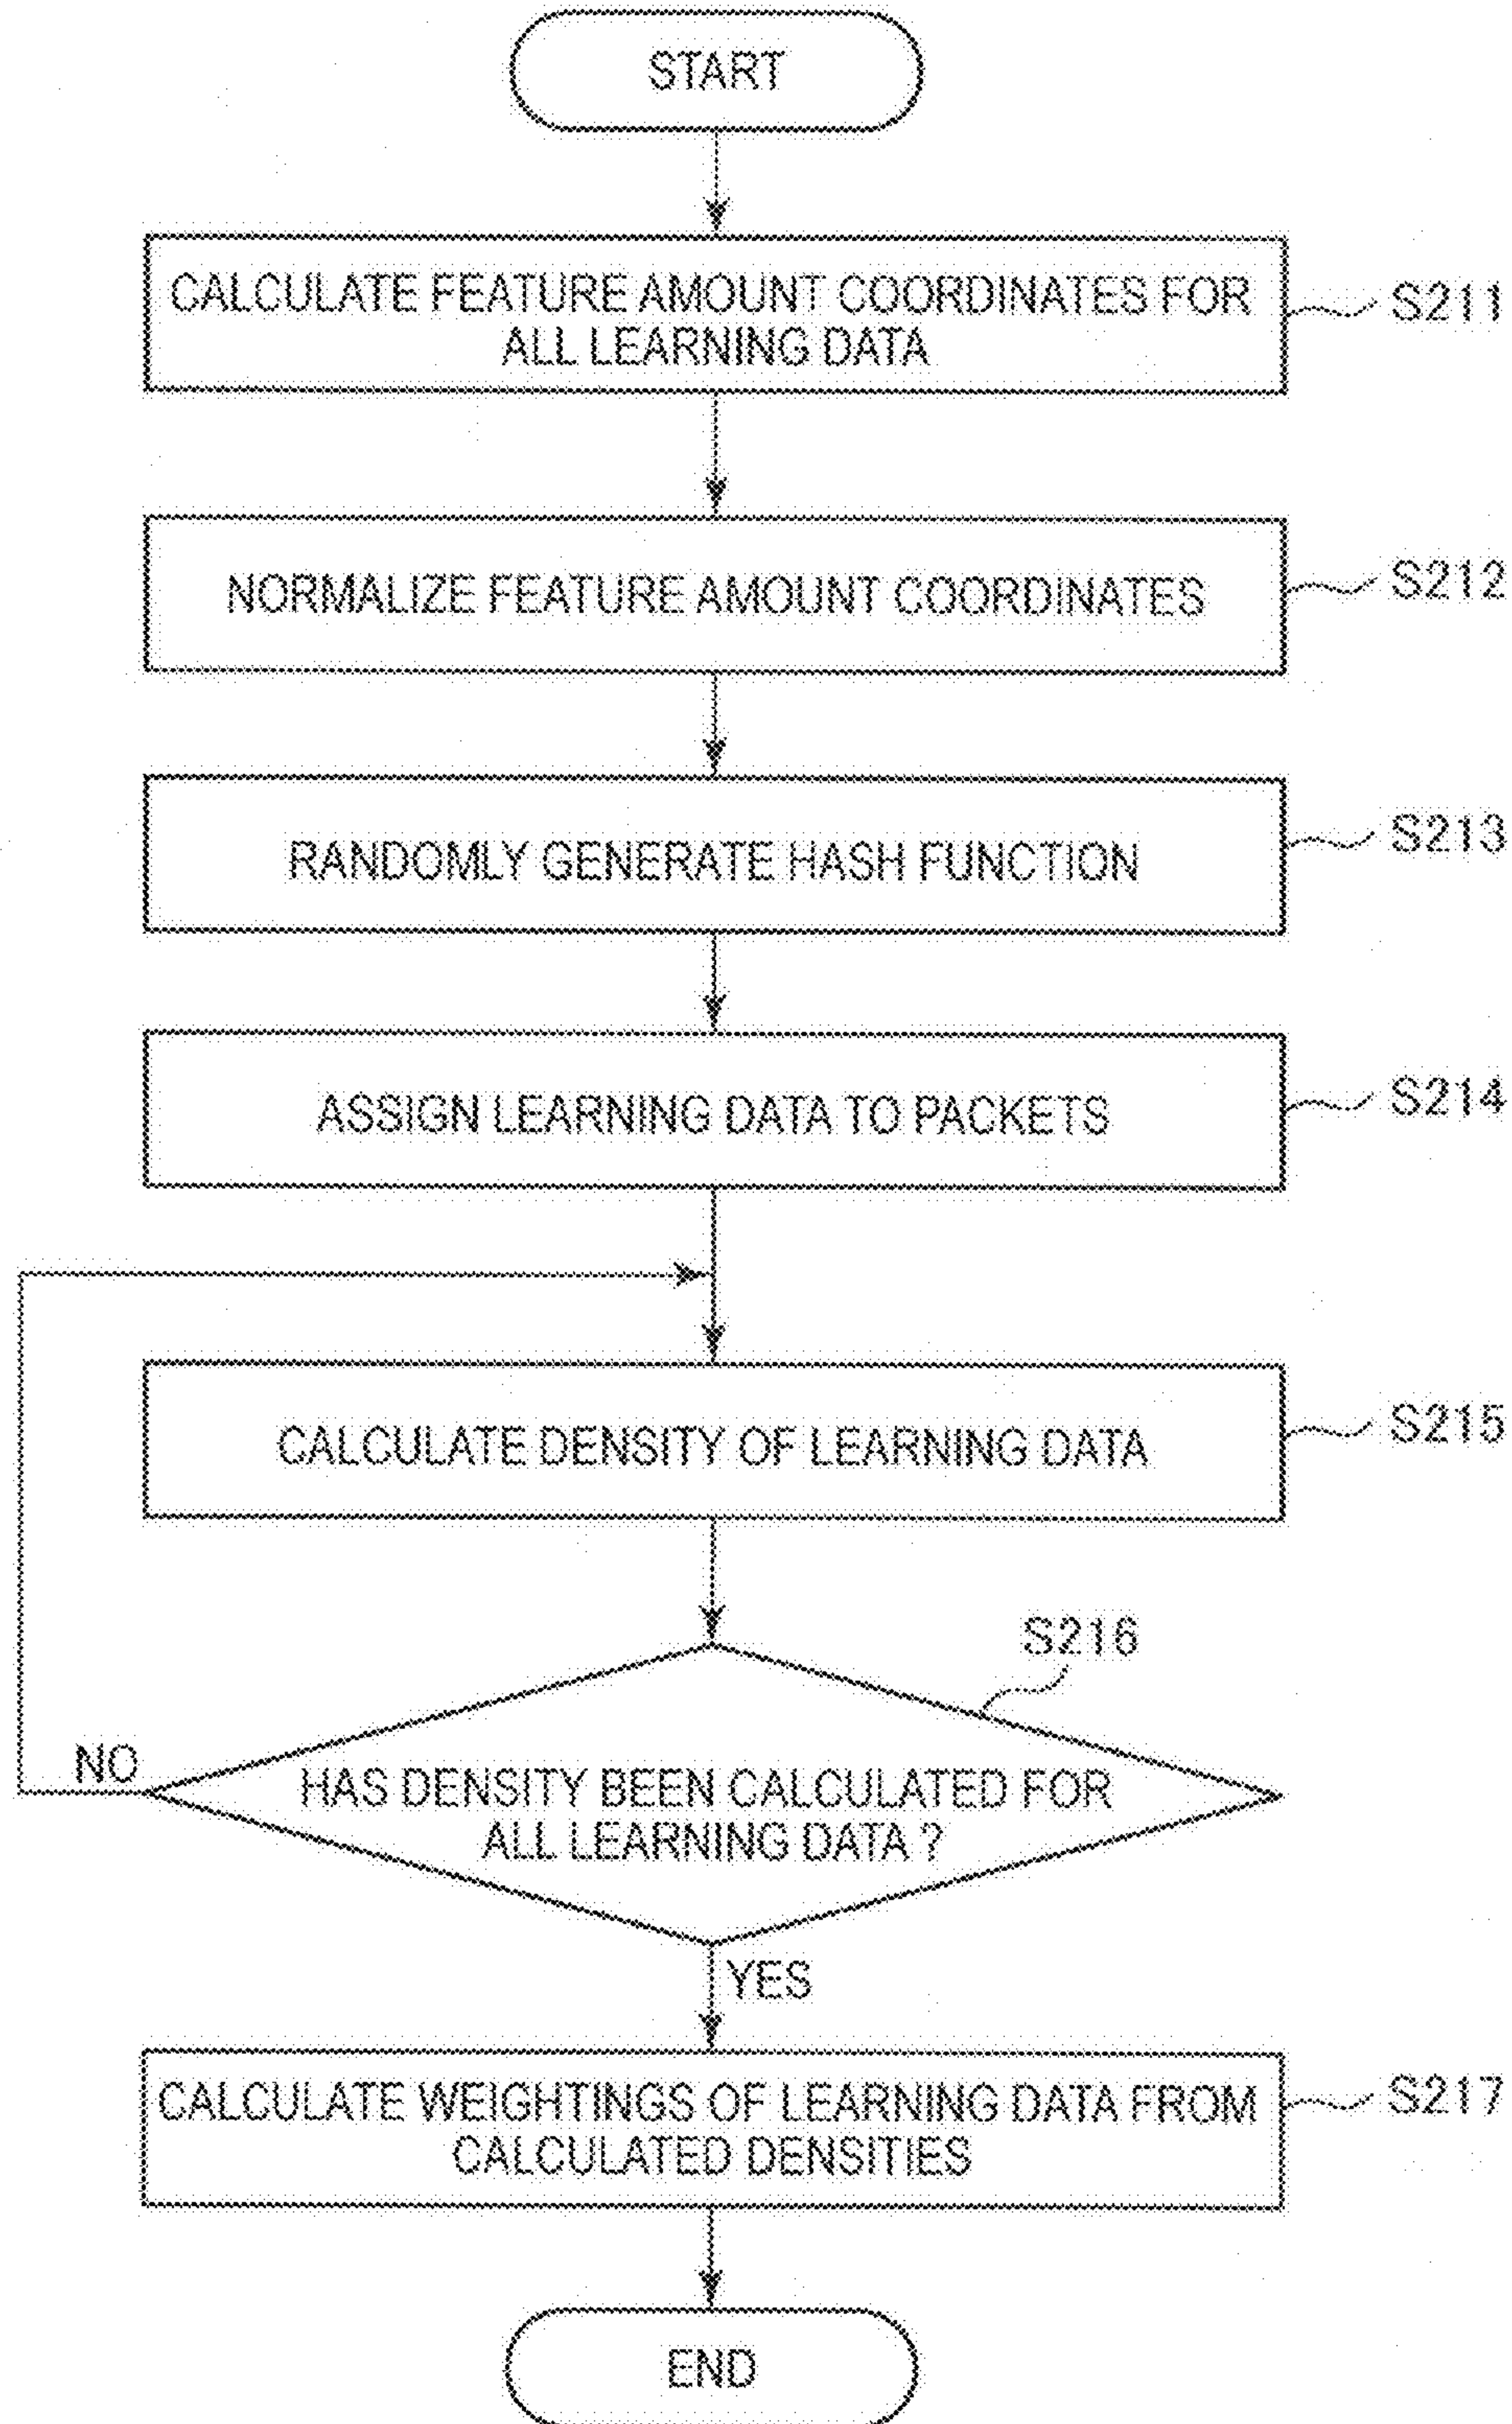 START
CALCULATE FEATURE AMOUNT COORDINATES FOR
ALL LEARNING DATA
S211
NORMALIZE FEATURE AMOUNT COORDINATES
S212
RANDOMLY GENERATE HASH FUNCTION
S213
ASSIGN LEARNING DATA TO PACKETS
S214
CALCULATE DENSITY OF LEARNING DATA
S215
S216
NO
HAS DENSITY BEEN CALCULATED FOR
ALL LEARNING DATA ?
YES
CALCULATE WEIGHTINGS OF LEARNING DATA FROM
CALCULATED DENSITIES
S217
END